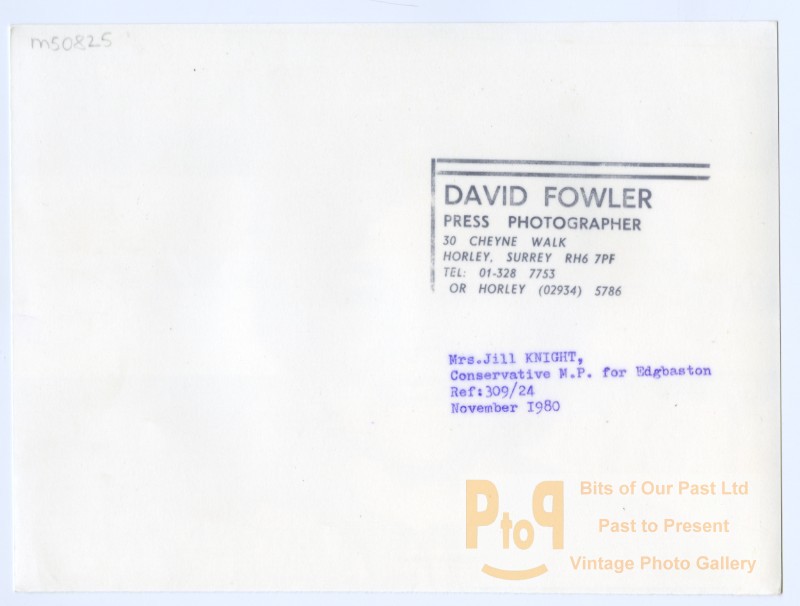 m50825
DAVID FOWLER
PRESS PHOTOGRAPHER
30 CHEYNE WALK
HORLEY, SURREY RH6 7PF
TEL: 01-328 7753
OR HORLEY (02934) 5786
Mrs.Jill KNIGHT,
Conservative M.P. for Edgbaston
Ref:309/24
November 1980
PtoP
Bits of Our Past Ltd
Past to Present
Vintage Photo Gallery